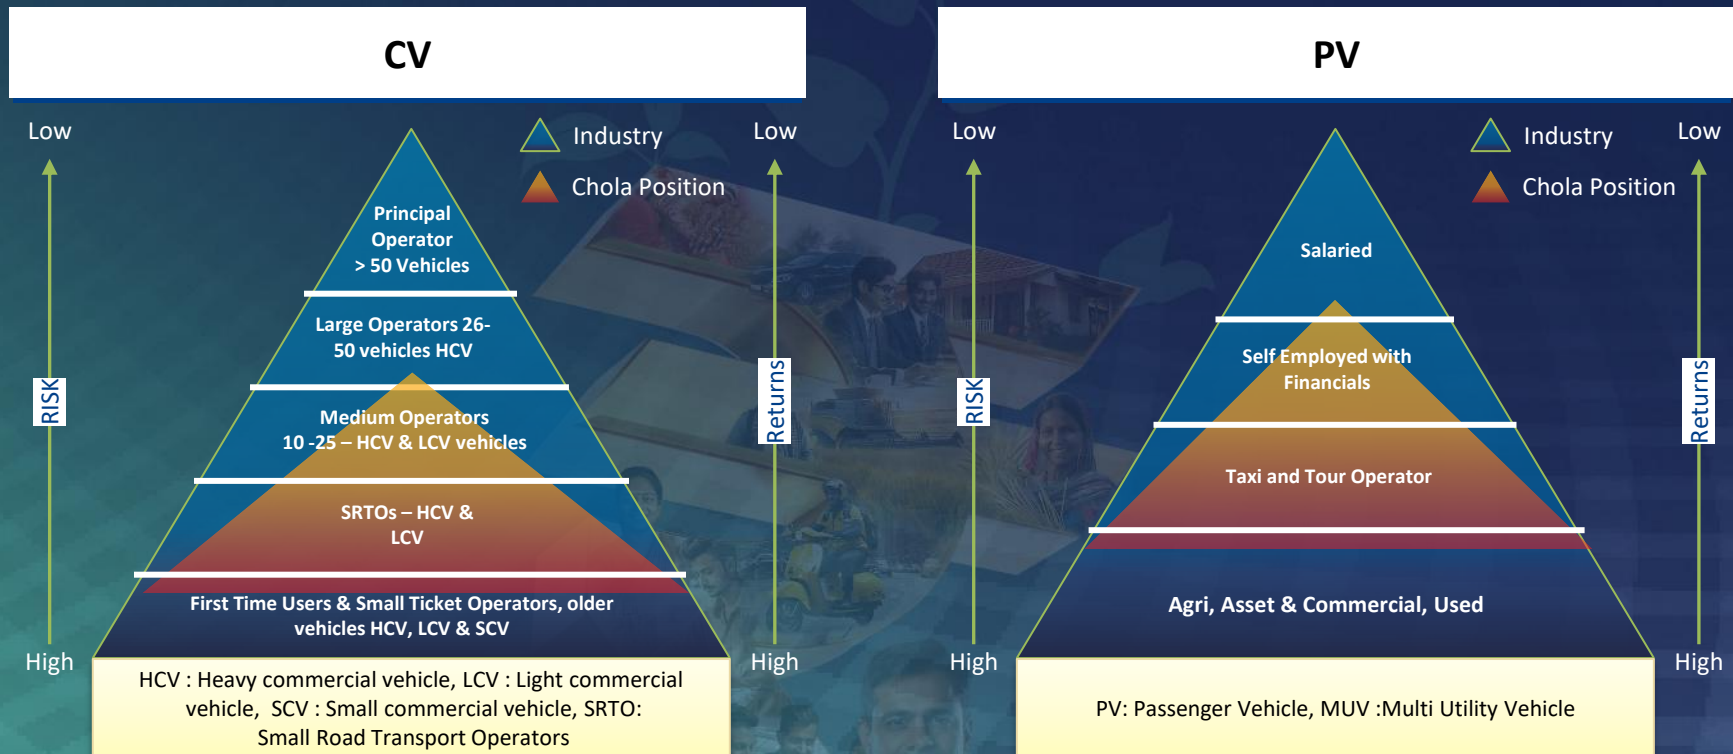 CV
Low
Industry
Chola Position
Low
RISK
Returns
Principal
Operator
> 50 Vehicles
Large Operators 26-
50 vehicles HCV
Medium Operators
10 -25 – HCV & LCV vehicles
SRTOs – HCV &
LCV
First Time Users & Small Ticket Operators, older
vehicles HCV, LCV & SCV
High
High
HCV : Heavy commercial vehicle, LCV : Light commercial
vehicle, SCV : Small commercial vehicle, SRTO:
Small Road Transport Operators
PV
Low
Industry
Chola Position
Low
RISK
Returns
Salaried
Self Employed with
Financials
Taxi and Tour Operator
Agri, Asset & Commercial, Used
High
High
PV: Passenger Vehicle, MUV :Multi Utility Vehicle